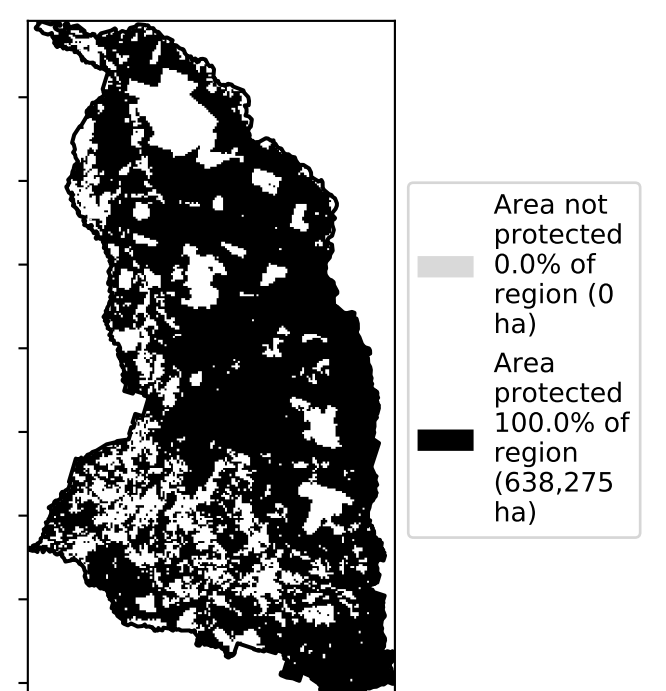 Area not
protected
0.0% of
region (0
ha)
Area
protected
100.0% of
region
(638,275
ha)